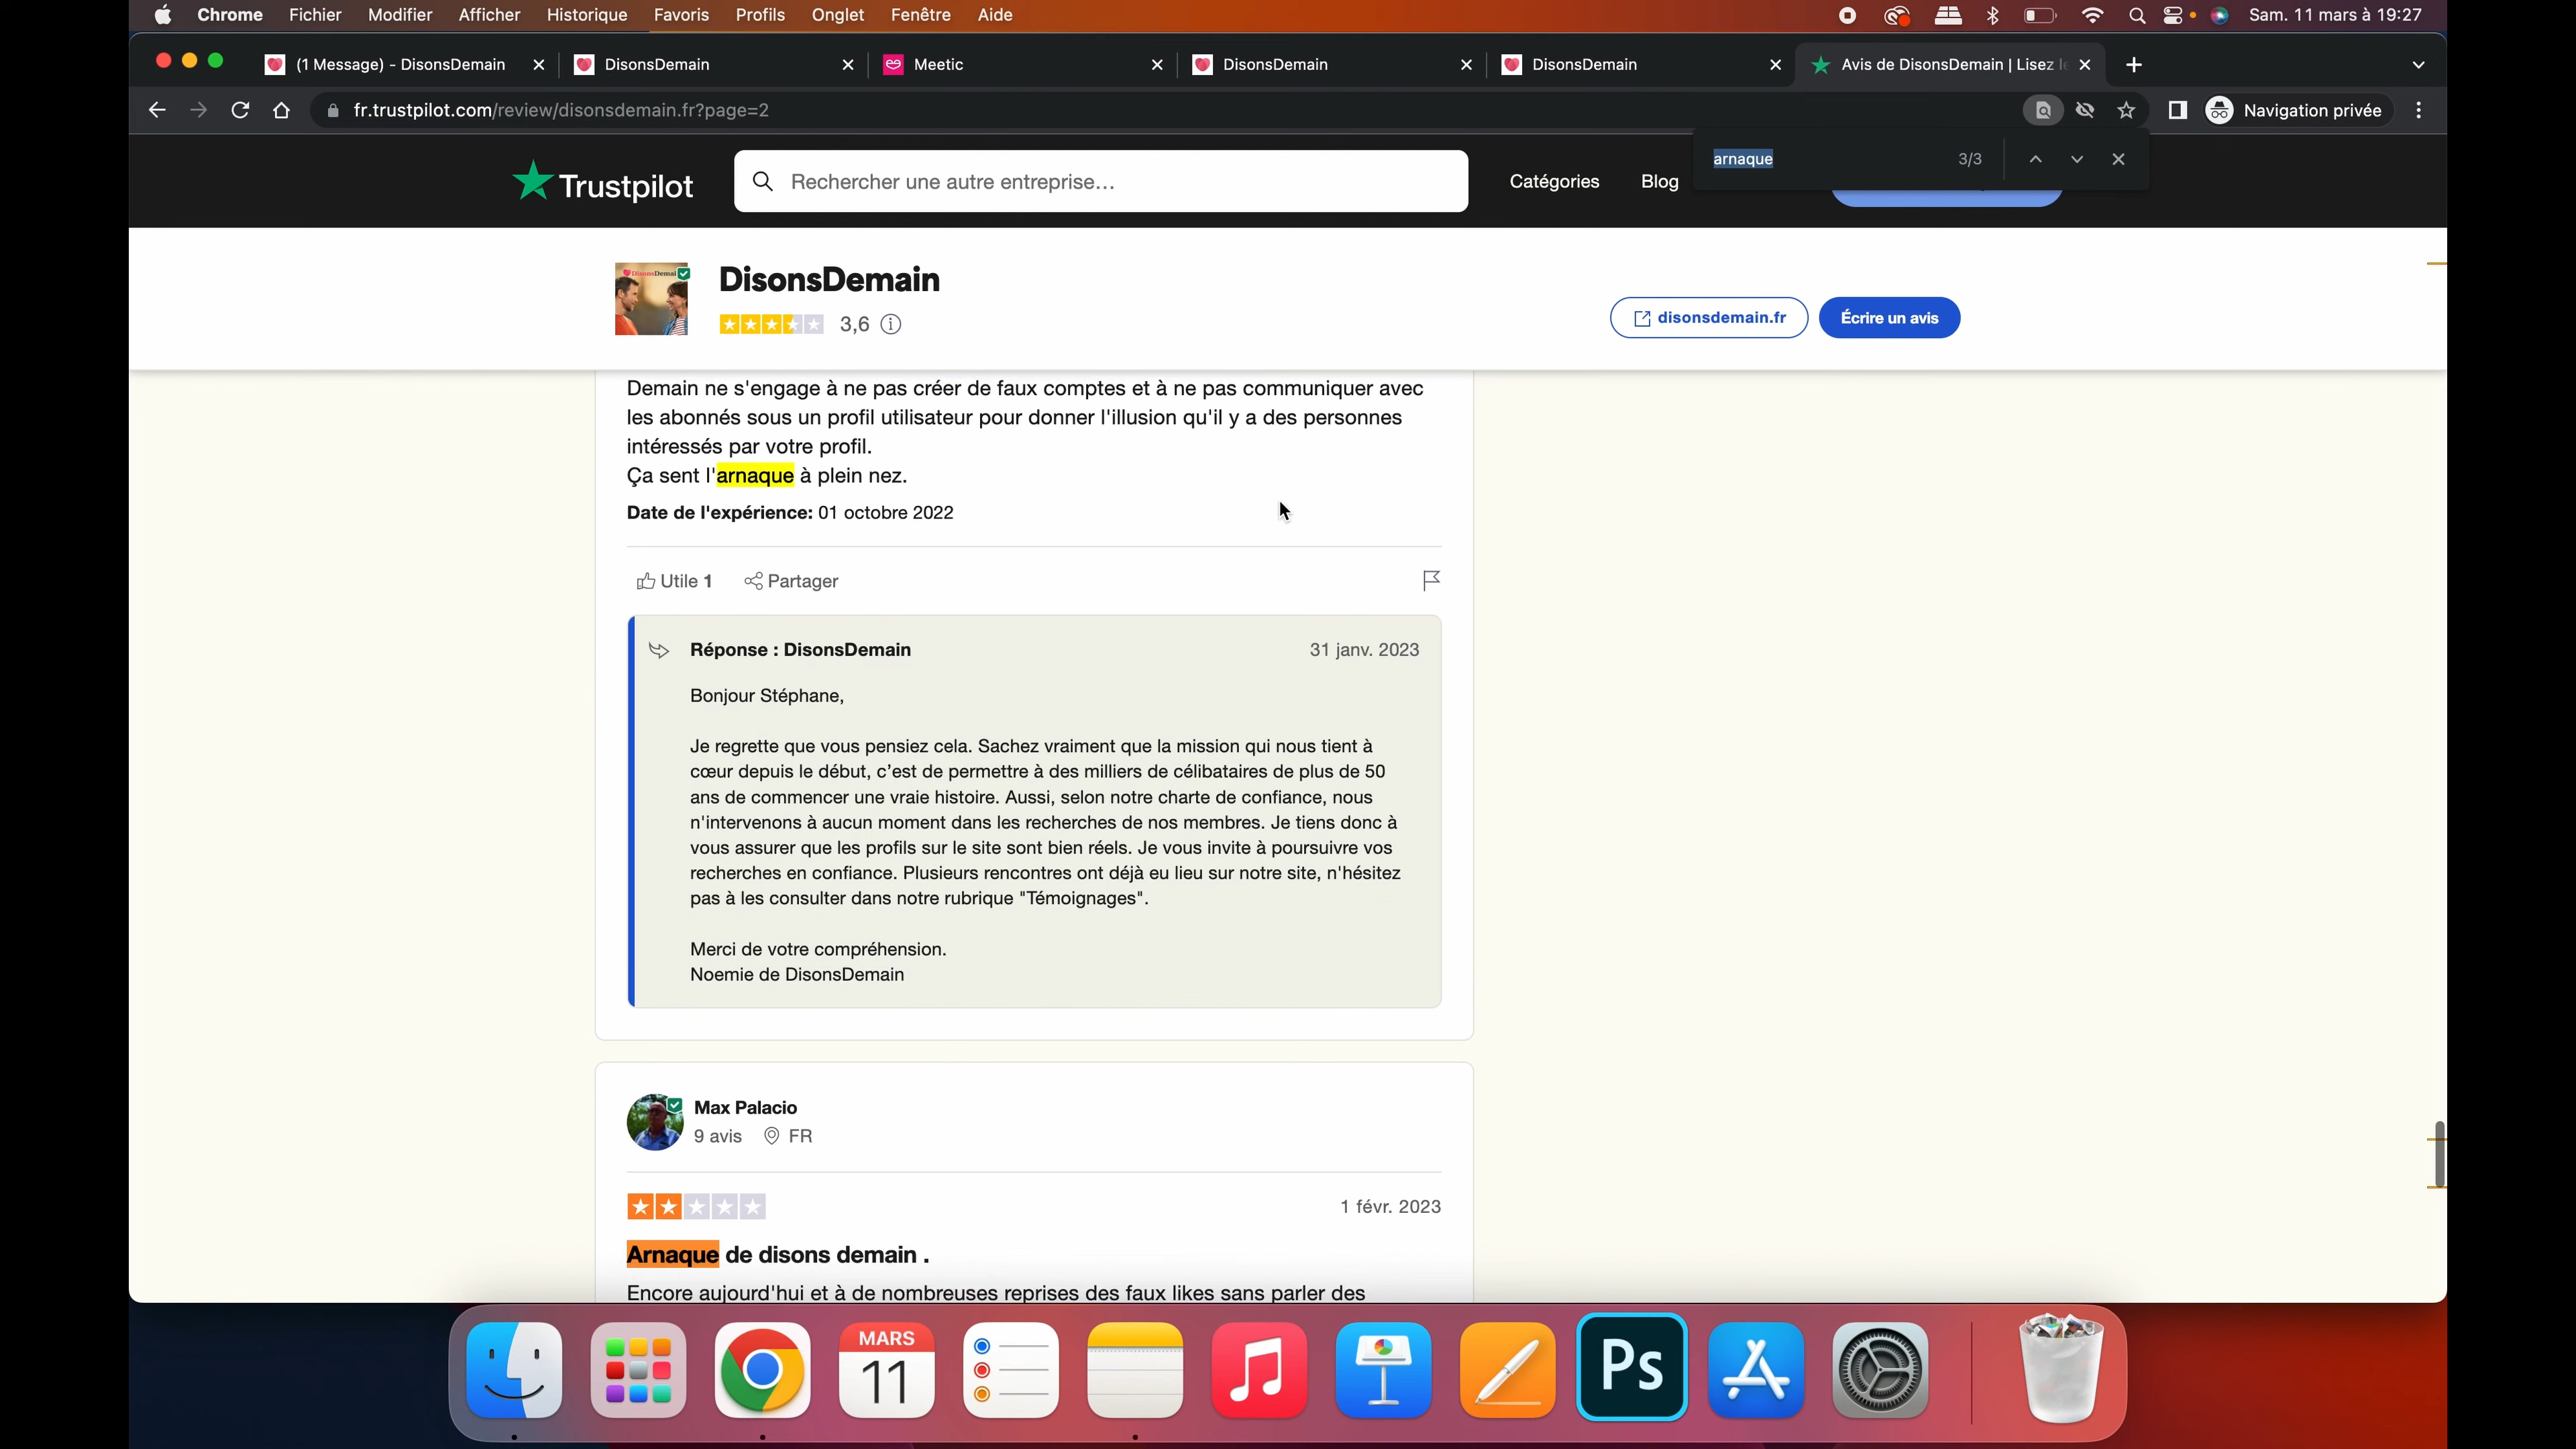 Chrome Fichier Modifier Afficher Historique Favoris Profils Onglet Fenêtre Aide Sam. 11 mars à 19:27
(1 Message) - DisonsDemain DisonsDemain Meetic DisonsDemain DisonsDemain Avis de DisonsDemain | Lisez le
fr.trustpilot.com/review/disonsdemain.fr?page=2 Navigation privée
arnaque 3/3
Trustpilot Rechercher une autre entreprise… Catégories Blog
DisonsDemain
DisonsDemain
3,6
disonsdemain.fr Écrire un avis
Demain ne s'engage à ne pas créer de faux comptes et à ne pas communiquer avec
les abonnés sous un profil utilisateur pour donner l'illusion qu'il y a des personnes
intéressés par votre profil.
Ça sent l'arnaque à plein nez.
Date de l'expérience: 01 octobre 2022
Utile 1 Partager
Réponse : DisonsDemain 31 janv. 2023
Bonjour Stéphane,
Je regrette que vous pensiez cela. Sachez vraiment que la mission qui nous tient à
cœur depuis le début, c’est de permettre à des milliers de célibataires de plus de 50
ans de commencer une vraie histoire. Aussi, selon notre charte de confiance, nous
n'intervenons à aucun moment dans les recherches de nos membres. Je tiens donc à
vous assurer que les profils sur le site sont bien réels. Je vous invite à poursuivre vos
recherches en confiance. Plusieurs rencontres ont déjà eu lieu sur notre site, n'hésitez
pas à les consulter dans notre rubrique "Témoignages".
Merci de votre compréhension.
Noemie de DisonsDemain
Max Palacio
9 avis FR
1 févr. 2023
Arnaque de disons demain .
Encore aujourd'hui et à de nombreuses reprises des faux likes sans parler des
MARS
11
Ps